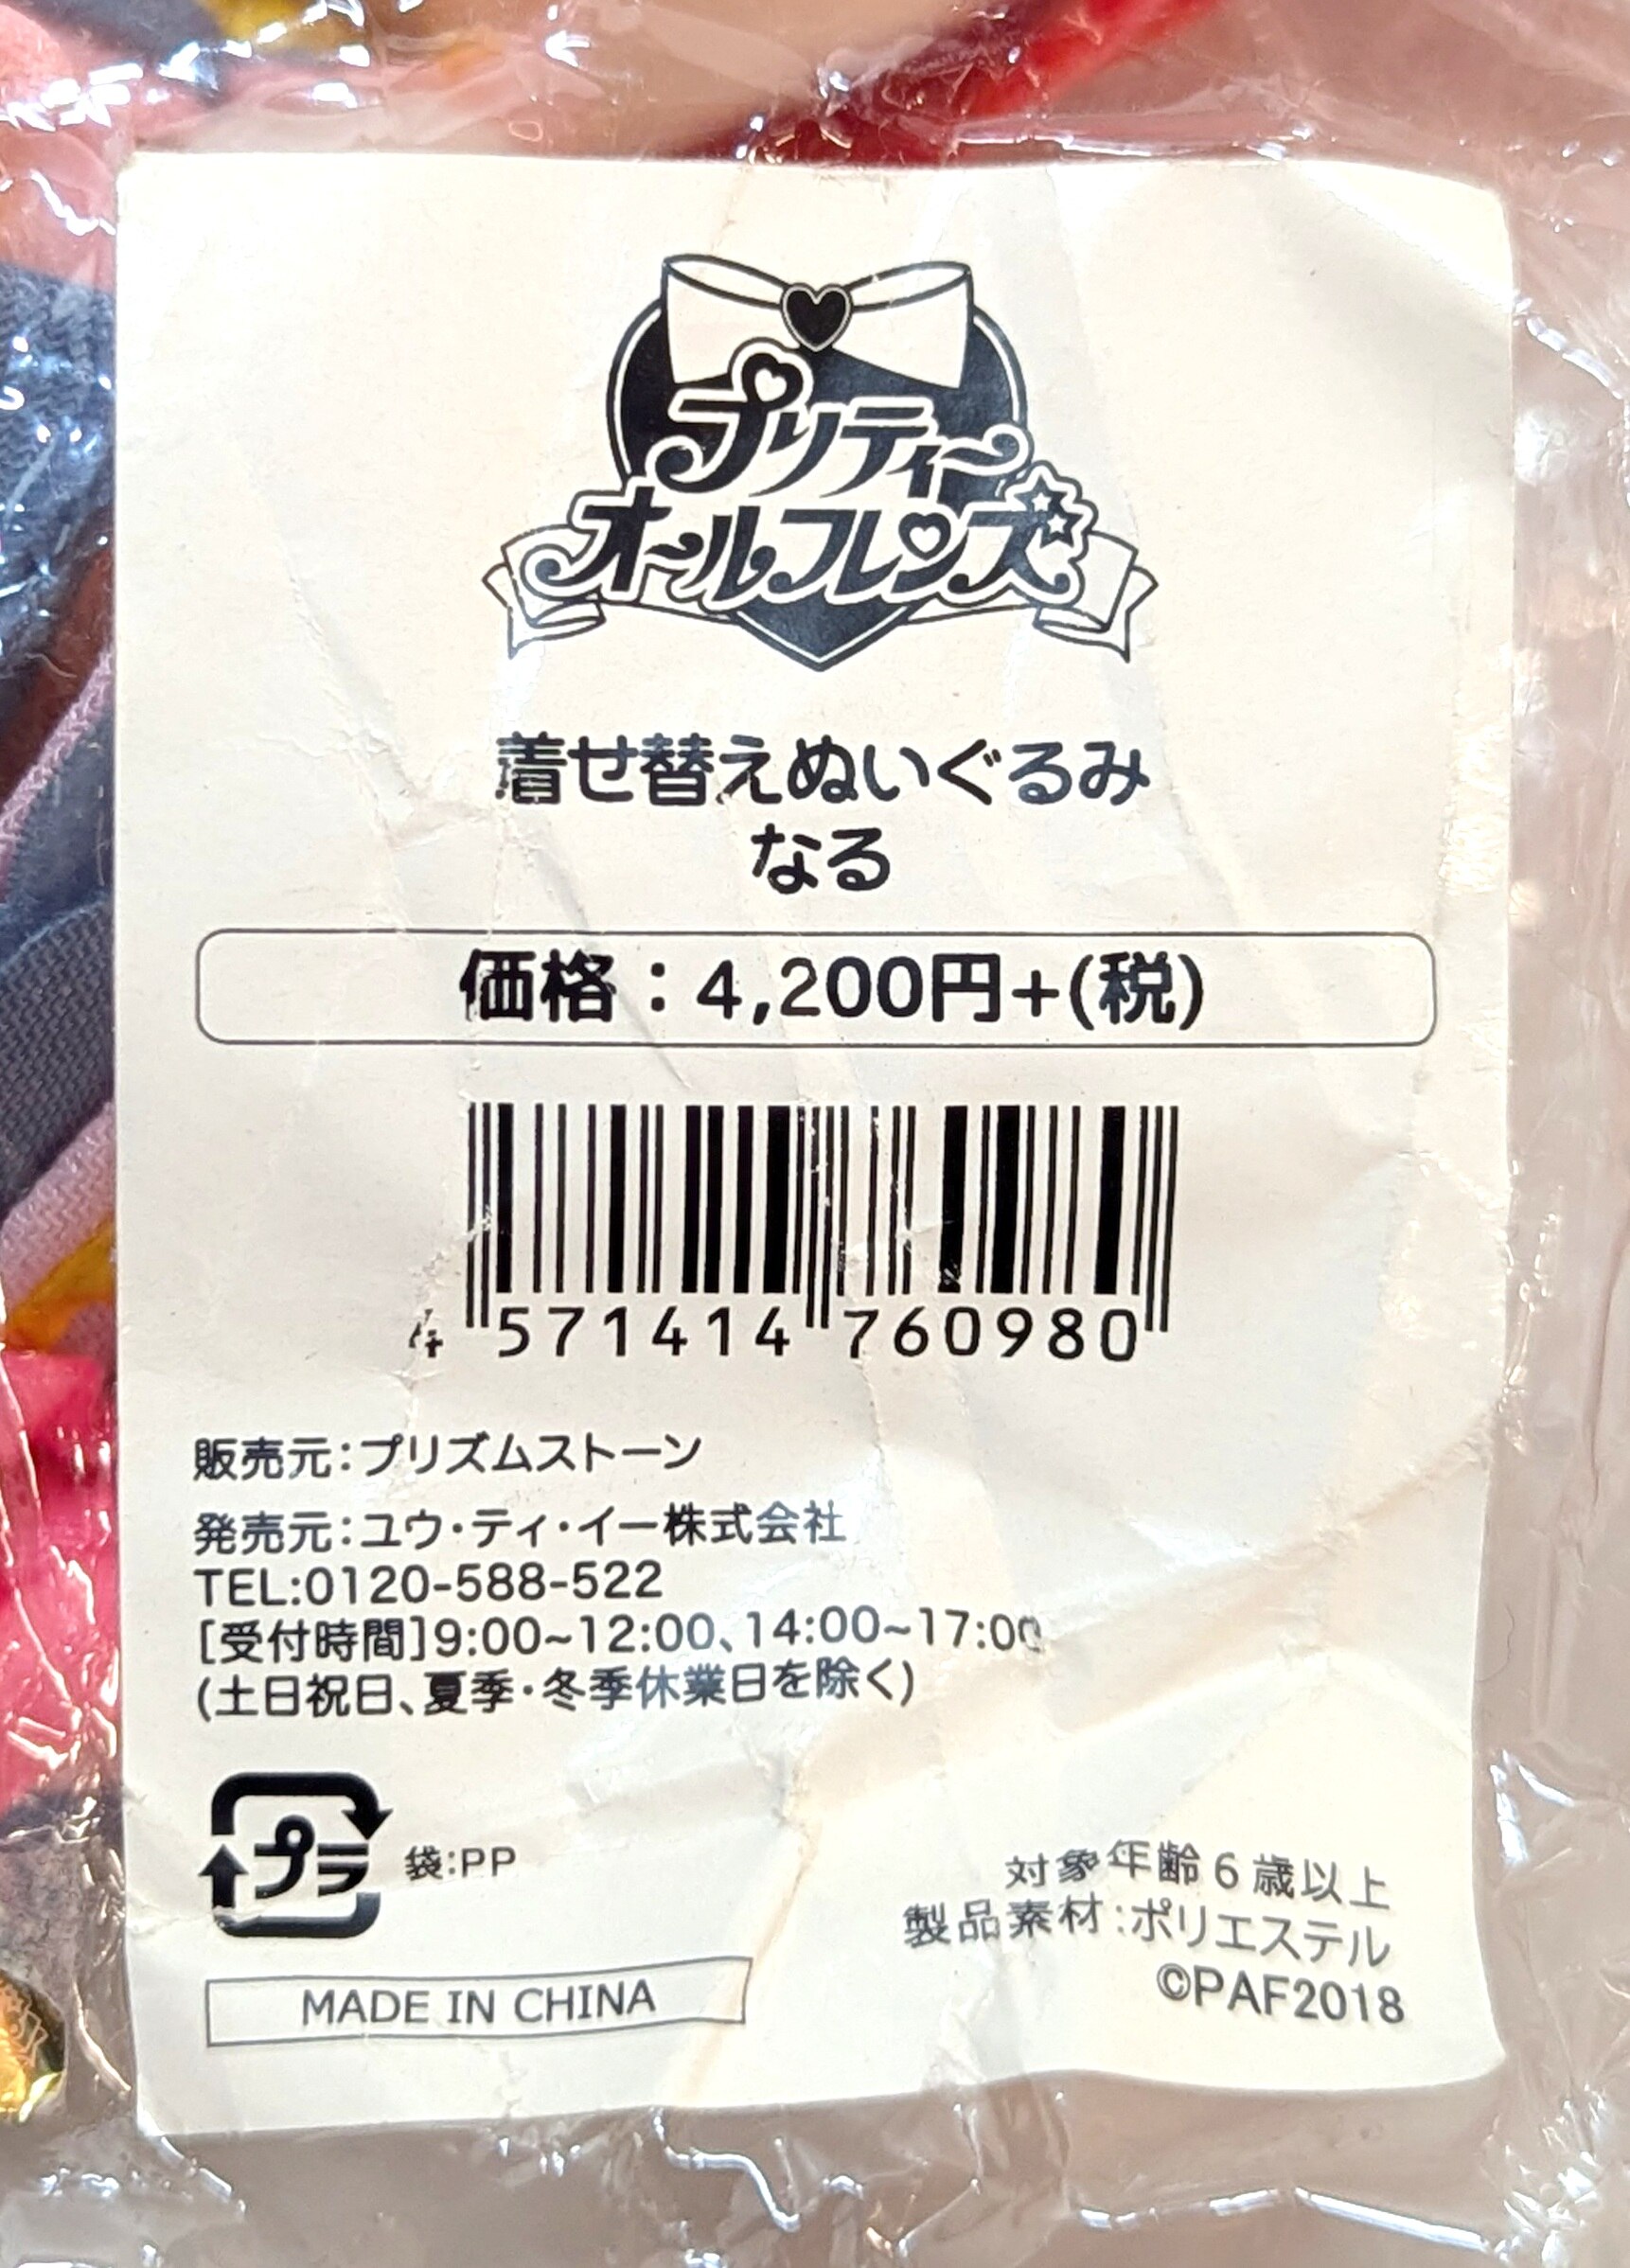 プリティー
オールフレンズ
着せ替えぬいぐるみ
なる
価格：4,200円+(税)
4 571414 760980
販売元：プリズムストーン
発売元：ユウ・ティ・イー株式会社
TEL:0120-588-522
[受付時間]9:00~12:00、14:00~17:00
(土日祝日、夏季・冬季休業日を除く)
プラ 袋:PP
対象年齢6歳以上
製品素材:ポリエステル
©PAF2018
MADE IN CHINA